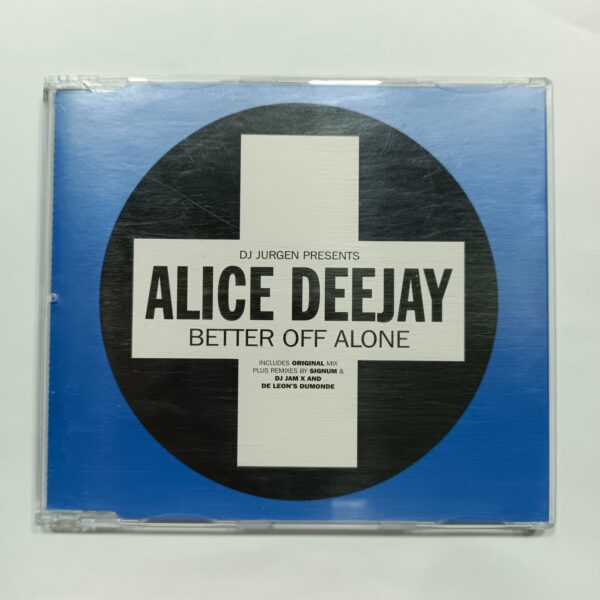 DJ JURGEN PRESENTS
ALICE DEEJAY
BETTER OFF ALONE
INCLUDES ORIGINAL MIX
PLUS REMIXES BY SIGNUM &
DJ JAM X AND
DE LEON'S DUMONDE